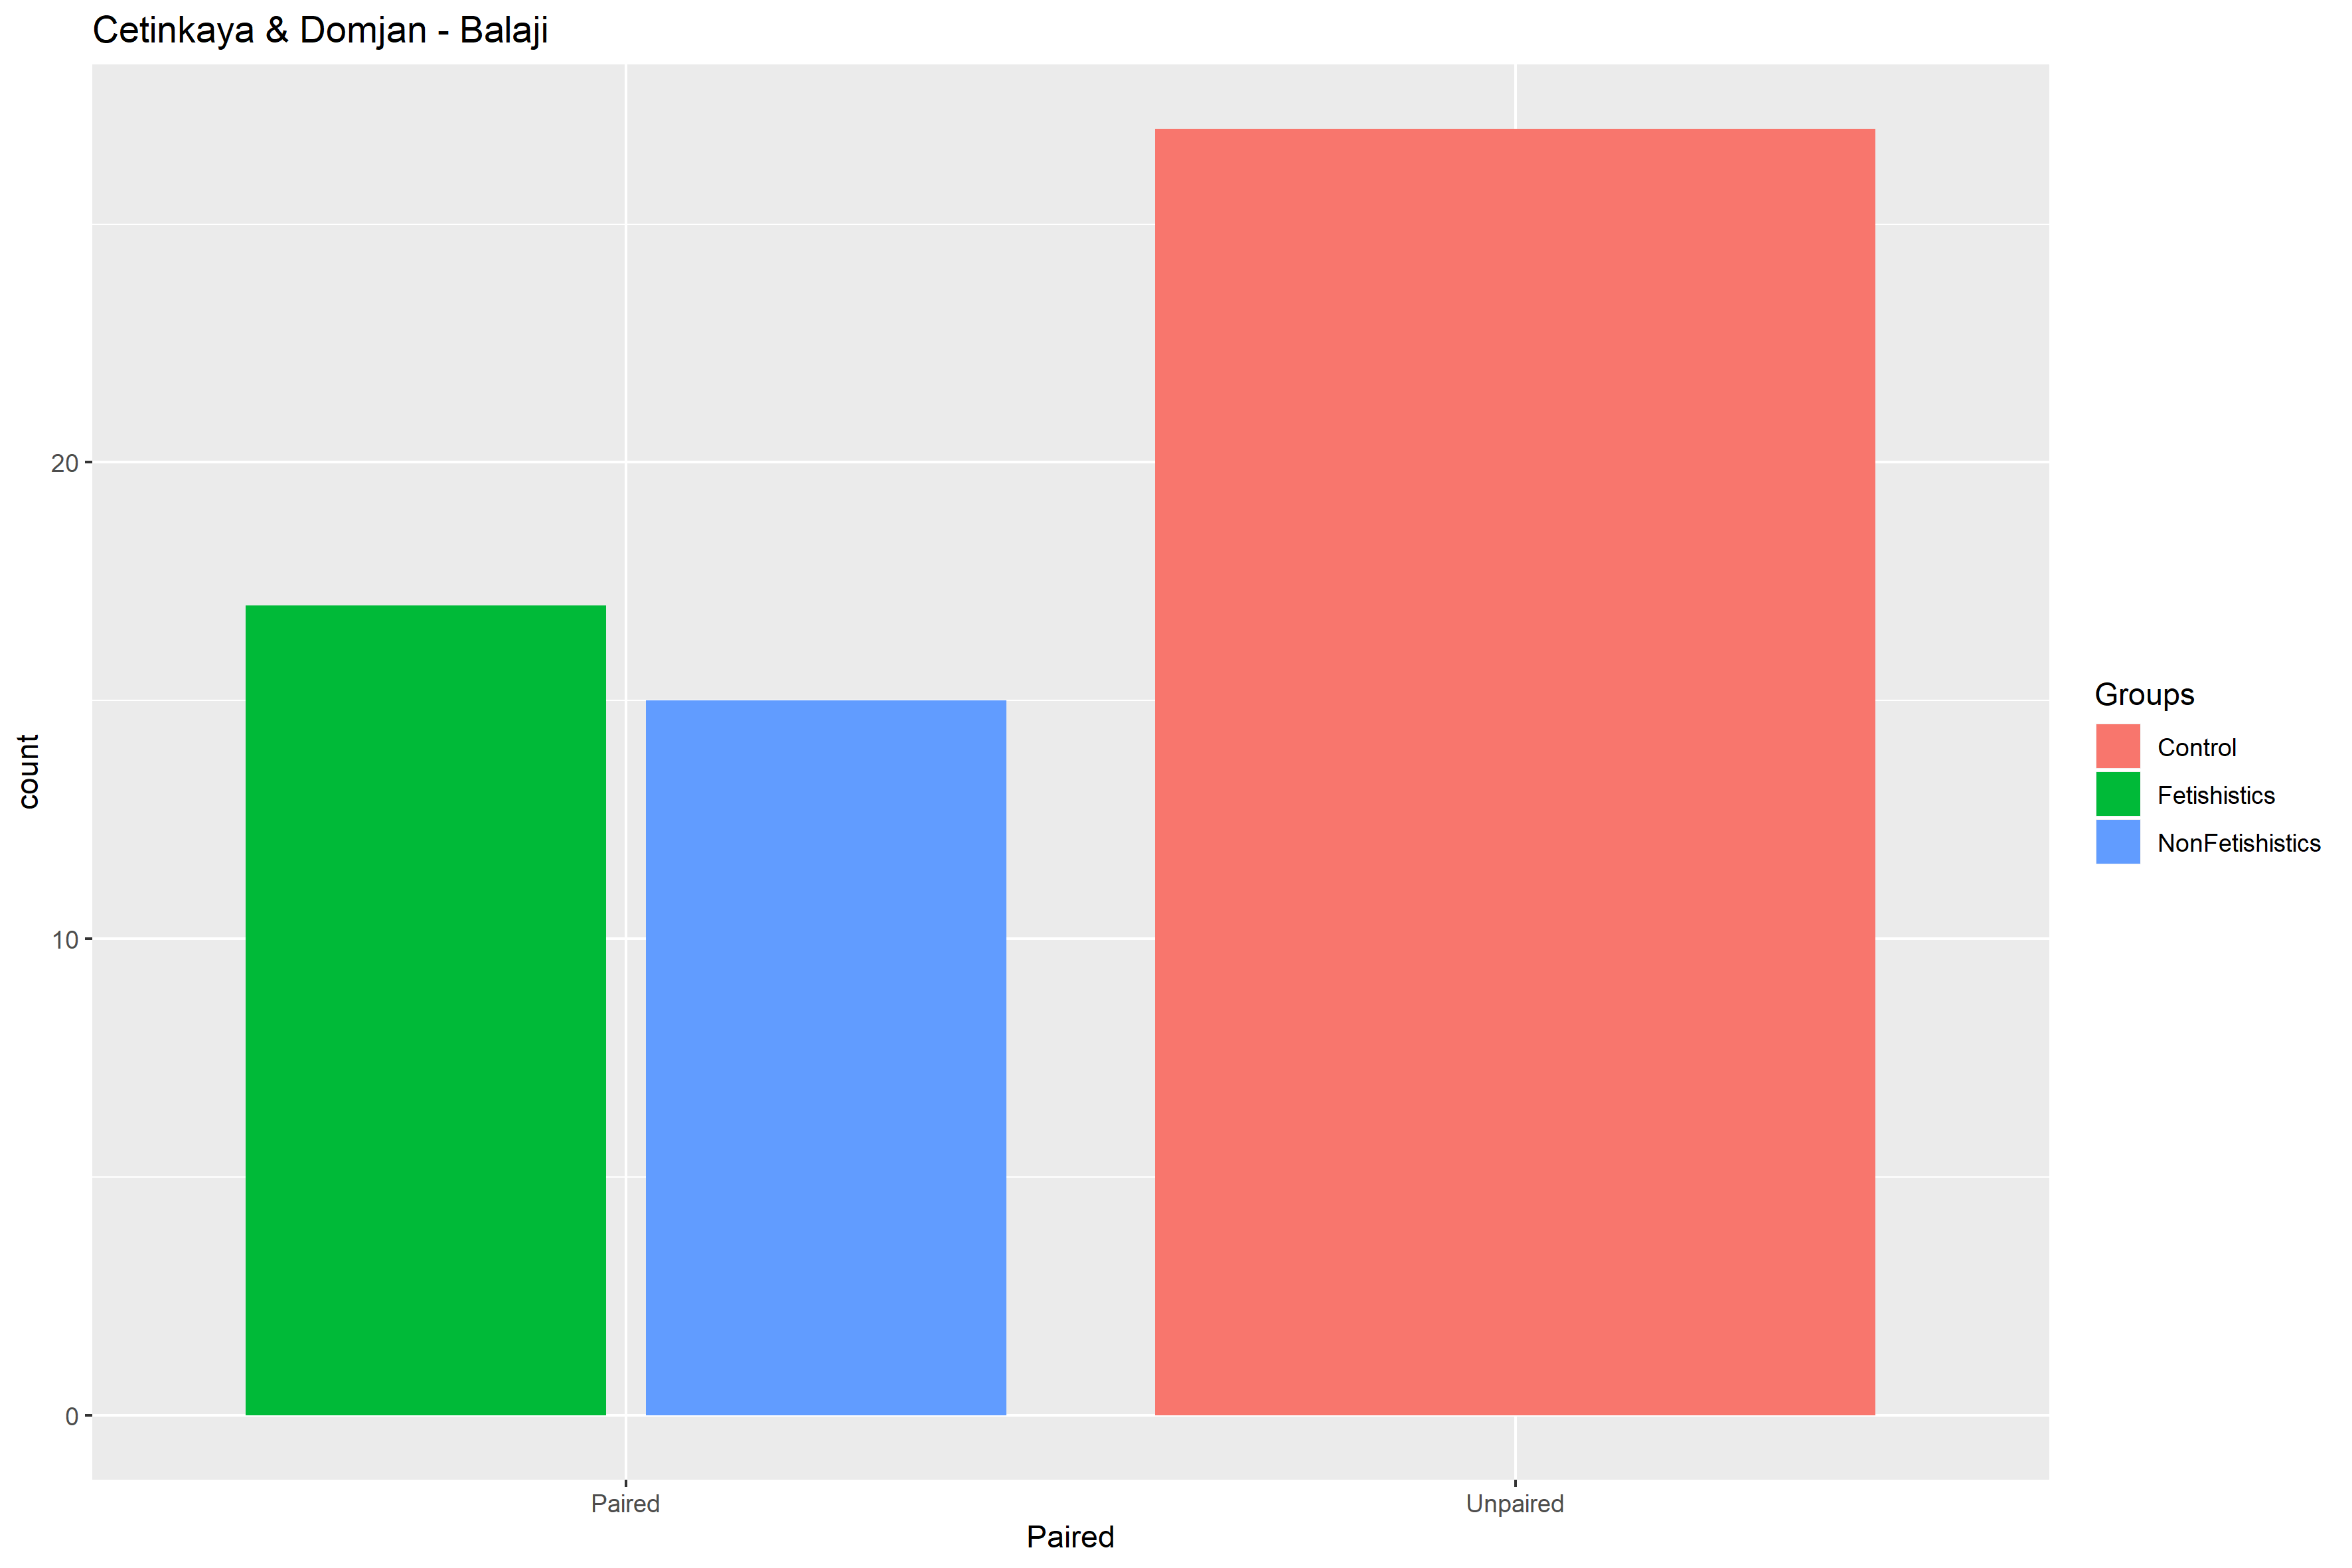 Cetinkaya & Domjan - Balaji
count
20
10
0
Paired
Unpaired
Paired
Groups
Control
Fetishistics
NonFetishistics